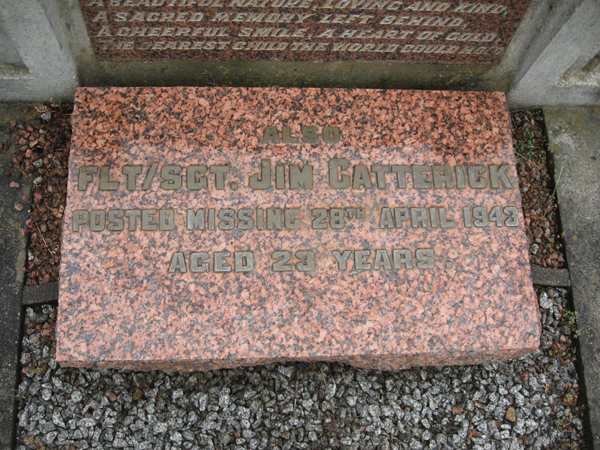 BEAUTIFUL NATURE, LOVING AND KIND
A SACRED MEMORY LEFT BEHIND,
A CHEERFUL SMILE, A HEART OF GOLD,
THE DEAREST CHILD THE WORLD COULD
ALSO
FLT/SGT. JIM CATTERICK
POSTED MISSING 28TH APRIL 1943
AGED 23 YEARS.